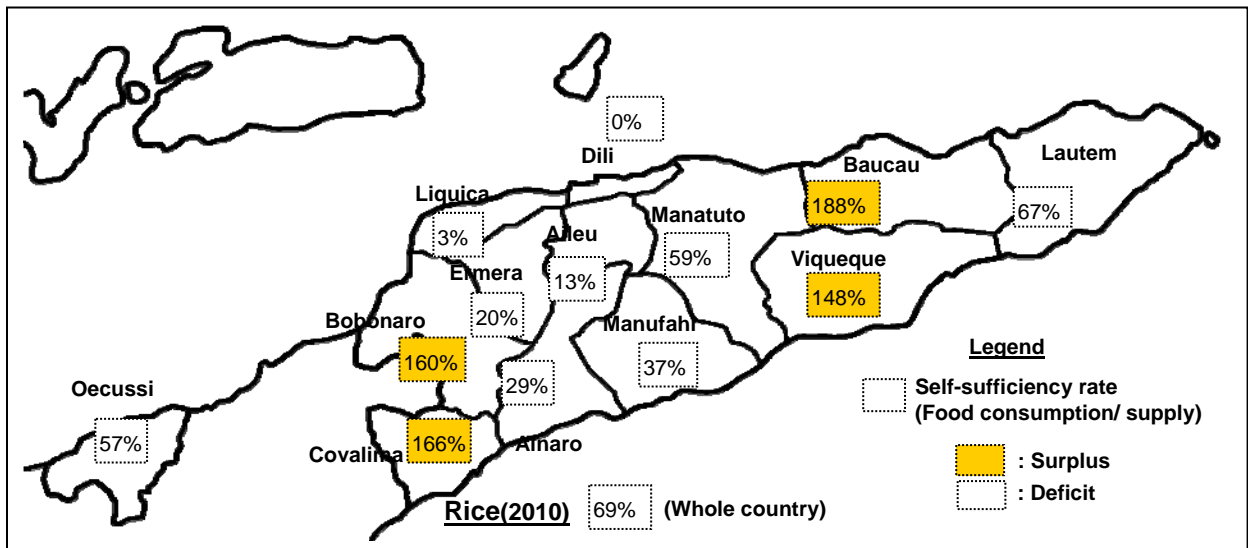 0%
Dili
Baucau
Lautem
Liquica
188%
Manatuto
67%
3%
Aileu
59%
Viqueque
Ermera
13%
148%
20%
Bobonaro
Manufahi
160%
Legend
37%
29%
Oecussi
Self-sufficiency rate
(Food consumption/ supply)
57%
166%
Covalima
Ainaro
: Surplus
: Deficit
Rice(2010) 69% (Whole country)